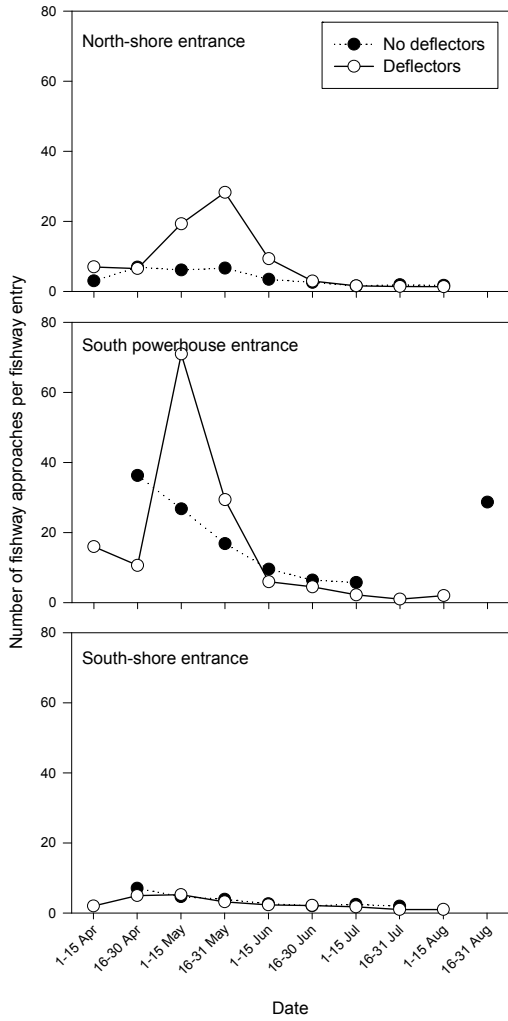 80
North-shore entrance
No deflectors
Deflectors
60
40
20
0
Number of fishway approaches per fishway entry
80
South powerhouse entrance
60
40
20
0
80
South-shore entrance
60
40
20
0
1-15 Apr
16-30 Apr
1-15 May
16-31 May
1-15 Jun
16-30 Jun
1-15 Jul
16-31 Jul
1-15 Aug
16-31 Aug
Date